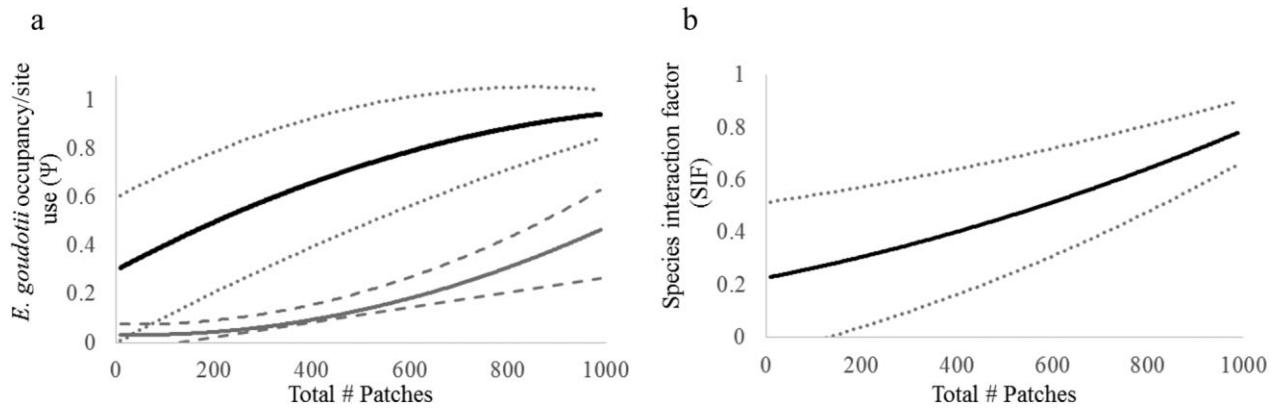 a
E. goudotii occupancy/site
use (Ψ)
1
0.8
0.6
0.4
0.2
0
0 200 400 600 800 1000
Total # Patches
b
Species interaction factor
(SIF)
1
0.8
0.6
0.4
0.2
0
0 200 400 600 800 1000
Total # Patches